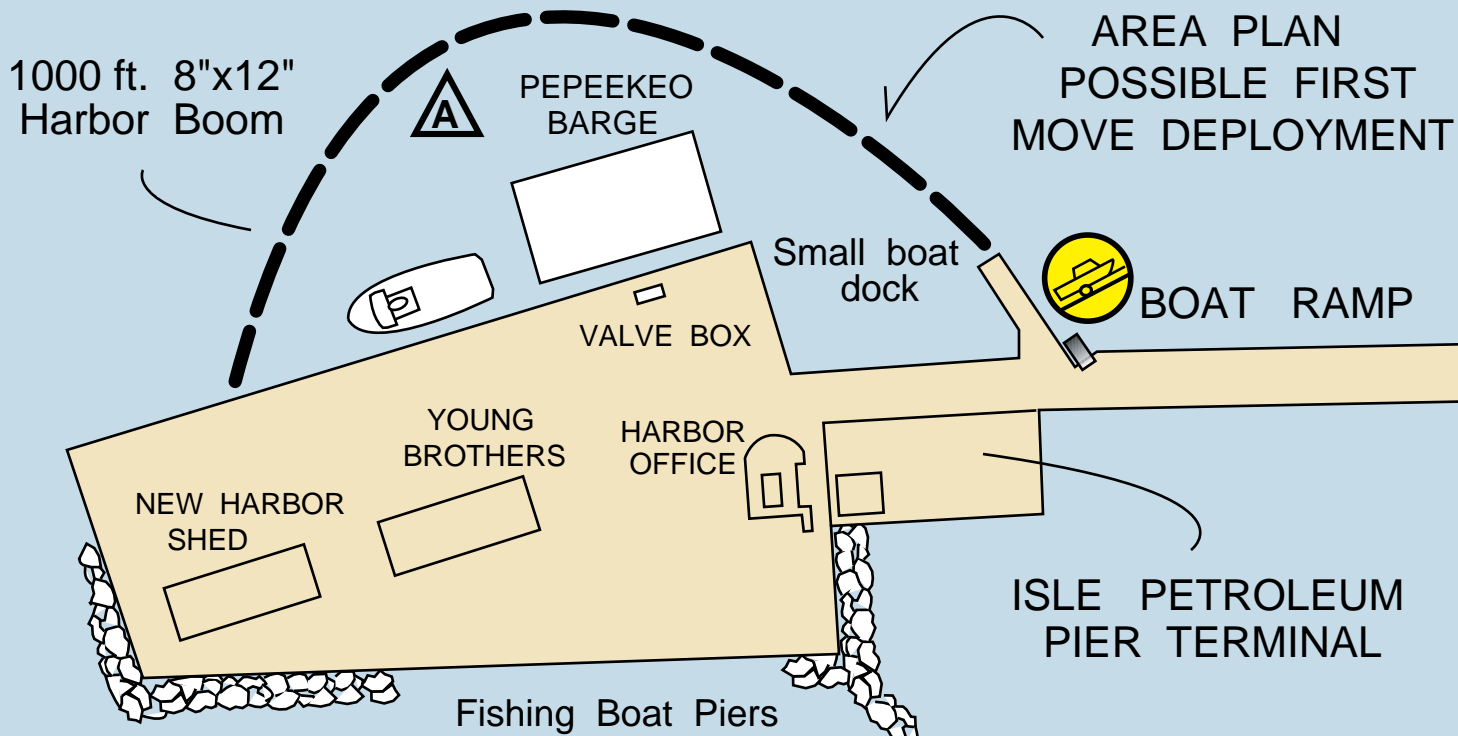 1000 ft. 8"x12"
Harbor Boom
A
PEPEEKEO
BARGE
AREA PLAN
POSSIBLE FIRST
MOVE DEPLOYMENT
Small boat
dock
BOAT RAMP
VALVE BOX
YOUNG
BROTHERS
HARBOR
OFFICE
NEW HARBOR
SHED
ISLE PETROLEUM
PIER TERMINAL
Fishing Boat Piers